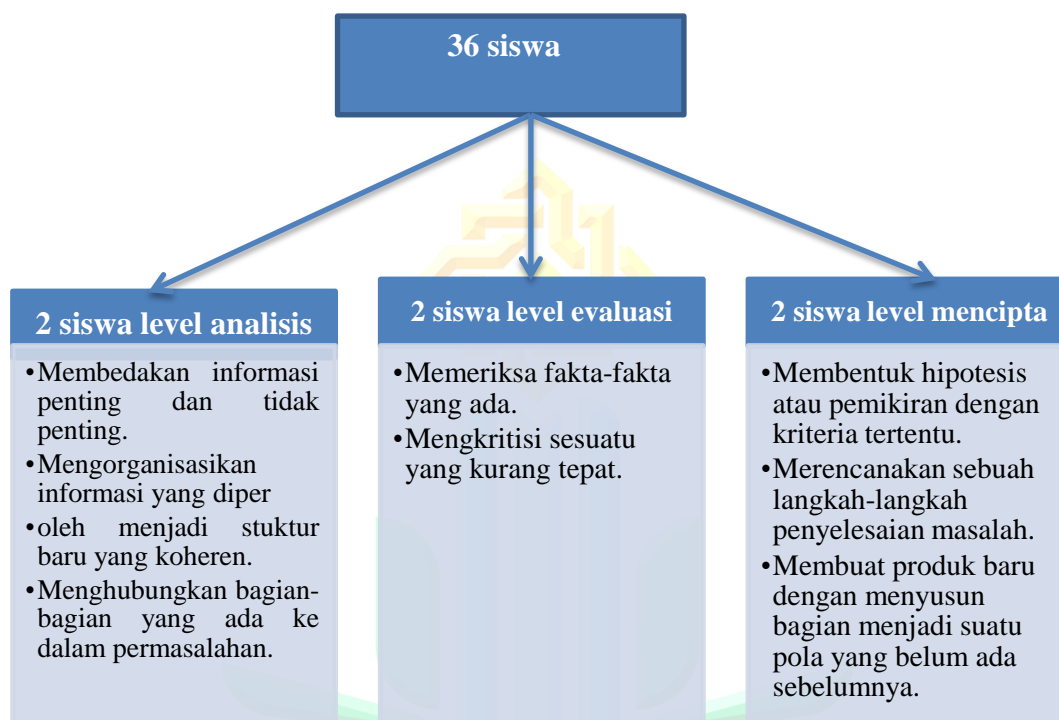 36 siswa
2 siswa level analisis
•Membedakan informasi
penting dan tidak
penting.
•Mengorganisasikan
informasi yang diper
•oleh menjadi stuktur
baru yang koheren.
•Menghubungkan bagian-
bagian yang ada ke
dalam permasalahan.
2 siswa level evaluasi
•Memeriksa fakta-fakta
yang ada.
•Mengkritisi sesuatu
yang kurang tepat.
2 siswa level mencipta
•Membentuk hipotesis
atau pemikiran dengan
kriteria tertentu.
•Merencanakan sebuah
langkah-langkah
penyelesaian masalah.
•Membuat produk baru
dengan menyusun
bagian menjadi suatu
pola yang belum ada
sebelumnya.